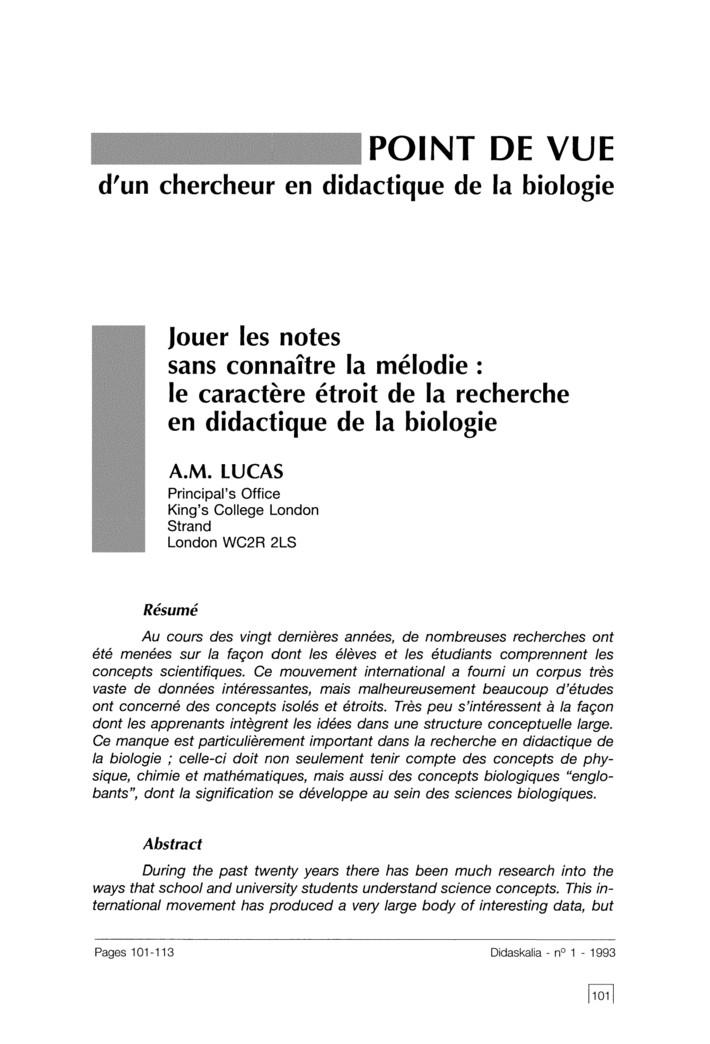 POINT DE VUE
d'un chercheur en didactique de la biologie
Jouer les notes
sans connaître la mélodie :
le caractère étroit de la recherche
en didactique de la biologie
A.M. LUCAS
Principal's Office
King's College London
Strand
London WC2R 2LS
Résumé
Au cours des vingt dernières années, de nombreuses recherches ont
été menées sur la façon dont les élèves et les étudiants comprennent les
concepts scientifiques. Ce mouvement international a fourni un corpus très
vaste de données intéressantes, mais malheureusement beaucoup d'études
ont concerné des concepts isolés et étroits. Très peu s'intéressent à la façon
dont les apprenants intègrent les idées dans une structure conceptuelle large.
Ce manque est particulièrement important dans la recherche en didactique de
la biologie ; celle-ci doit non seulement tenir compte des concepts de phy-
sique, chimie et mathématiques, mais aussi des concepts biologiques “englo-
bants”, dont la signification se développe au sein des sciences biologiques.
Abstract
During the past twenty years there has been much research into the
ways that school and university students understand science concepts. This in-
ternational movement has produced a very large body of interesting data, but
Pages 101-113
Didaskalia - nº 1 - 1993
101